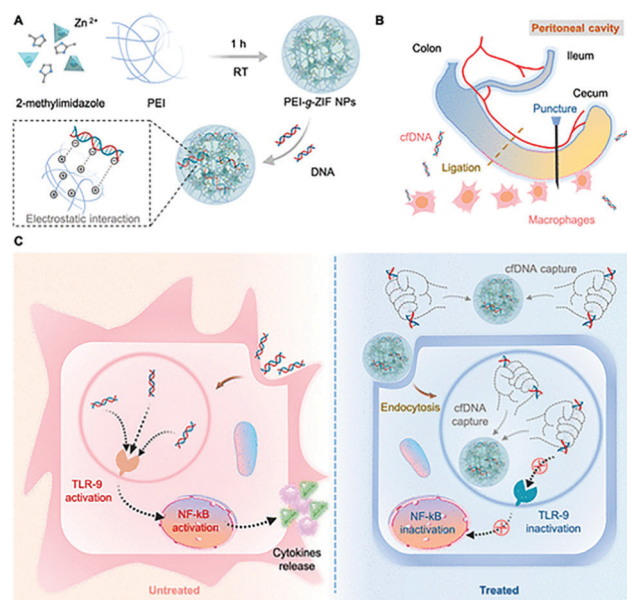 A
Zn2+
1 h
RT
2-methylimidazole
PEI
PEI-g-ZIF NPs
DNA
Electrostatic interaction
B
Peritoneal cavity
Colon
Ileum
Cecum
Puncture
cfDNA
Ligation
Macrophages
C
TLR-9
activation
NF-kB
activation
Cytokines
release
Untreated
cfDNA capture
Endocytosis
cfDNA
capture
NF-kB
inactivation
TLR-9
inactivation
Treated